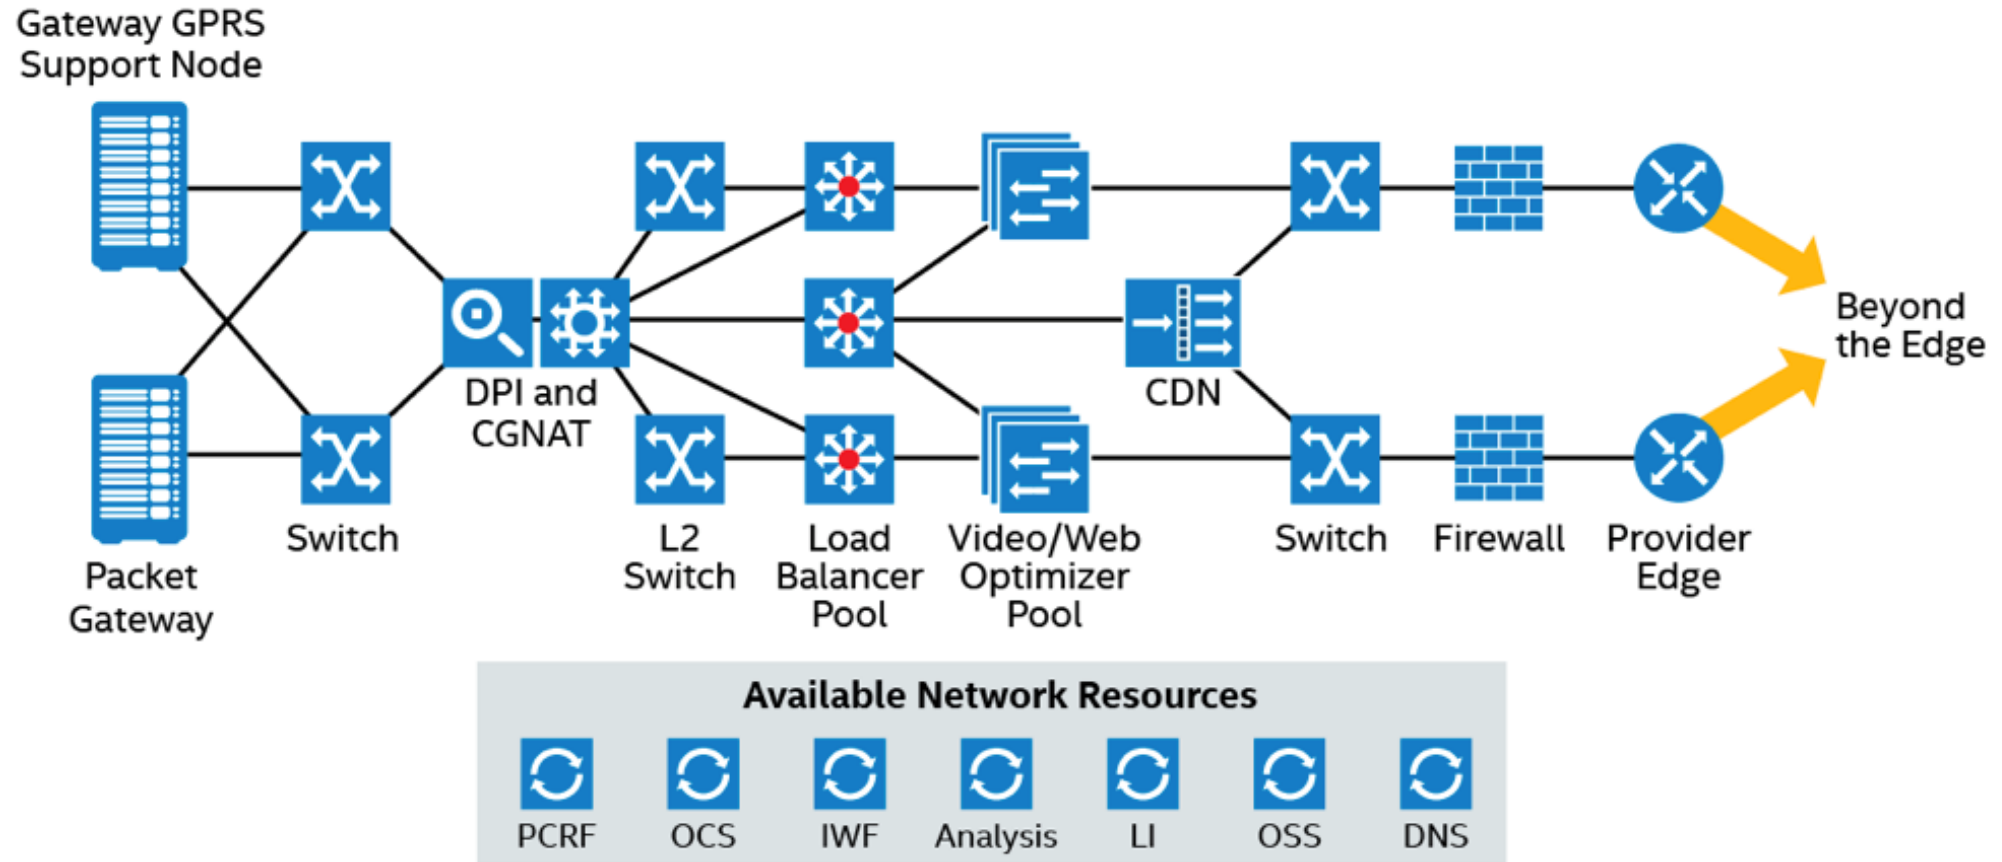 Gateway GPRS
Support Node
Packet
Gateway
Switch
DPI and
CGNAT
L2
Switch
Load
Balancer
Pool
Video/Web
Optimizer
Pool
CDN
Switch
Firewall
Provider
Edge
Beyond
the Edge
Available Network Resources
PCRF
OCS
IWF
Analysis
LI
OSS
DNS